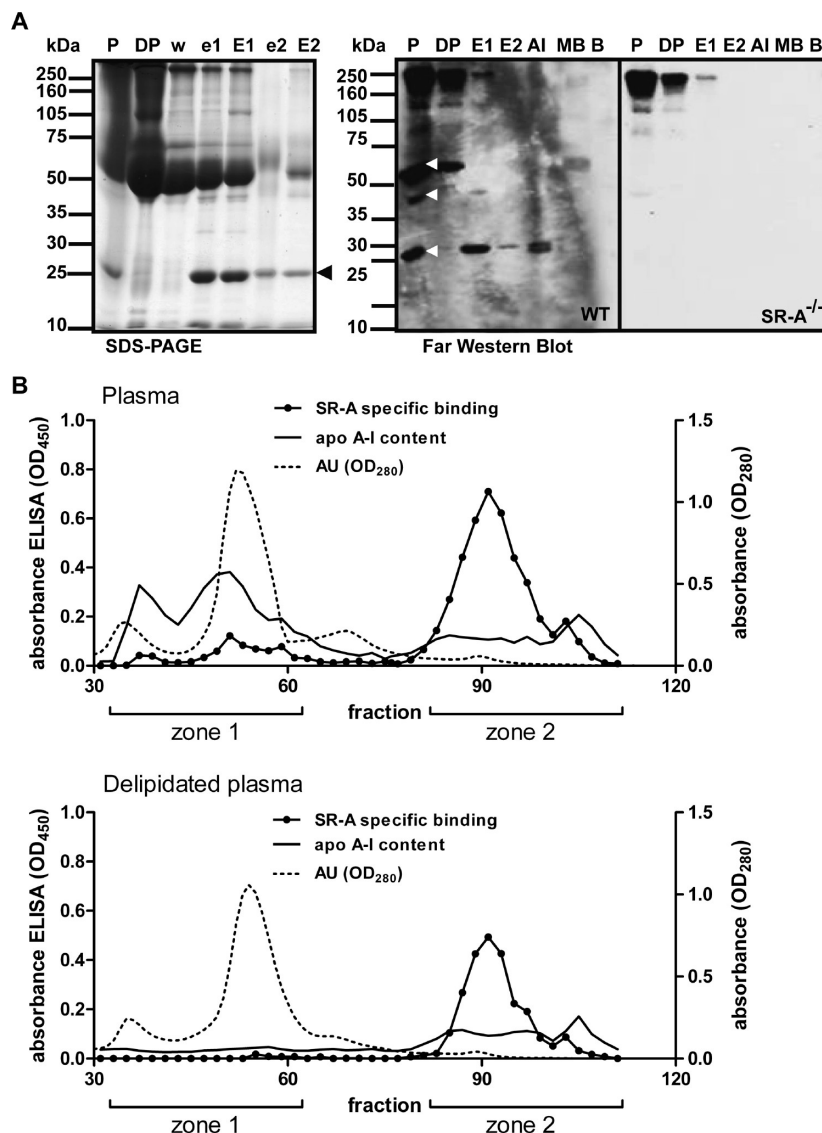 A
kDa P DP w e1 E1 e2 E2
250
160
105
75
50
35
30
25
10
SDS-PAGE
kDa P DP E1 E2 AI MB B
250
160
105
75
50
35
30
25
10
WT
P DP E1 E2 AI MB B
SR-A-/-
Far Western Blot
B
Plasma
SR-A specific binding
apo A-I content
AU (OD280)
absorbance ELISA (OD450)
1.0
0.8
0.6
0.4
0.2
0.0
absorbance (OD280)
1.5
1.0
0.5
0.0
30 60 90 120
fraction
zone 1 zone 2
Delipidated plasma
SR-A specific binding
apo A-I content
AU (OD280)
absorbance ELISA (OD450)
1.0
0.8
0.6
0.4
0.2
0.0
absorbance (OD280)
1.5
1.0
0.5
0.0
30 60 90 120
fraction
zone 1 zone 2